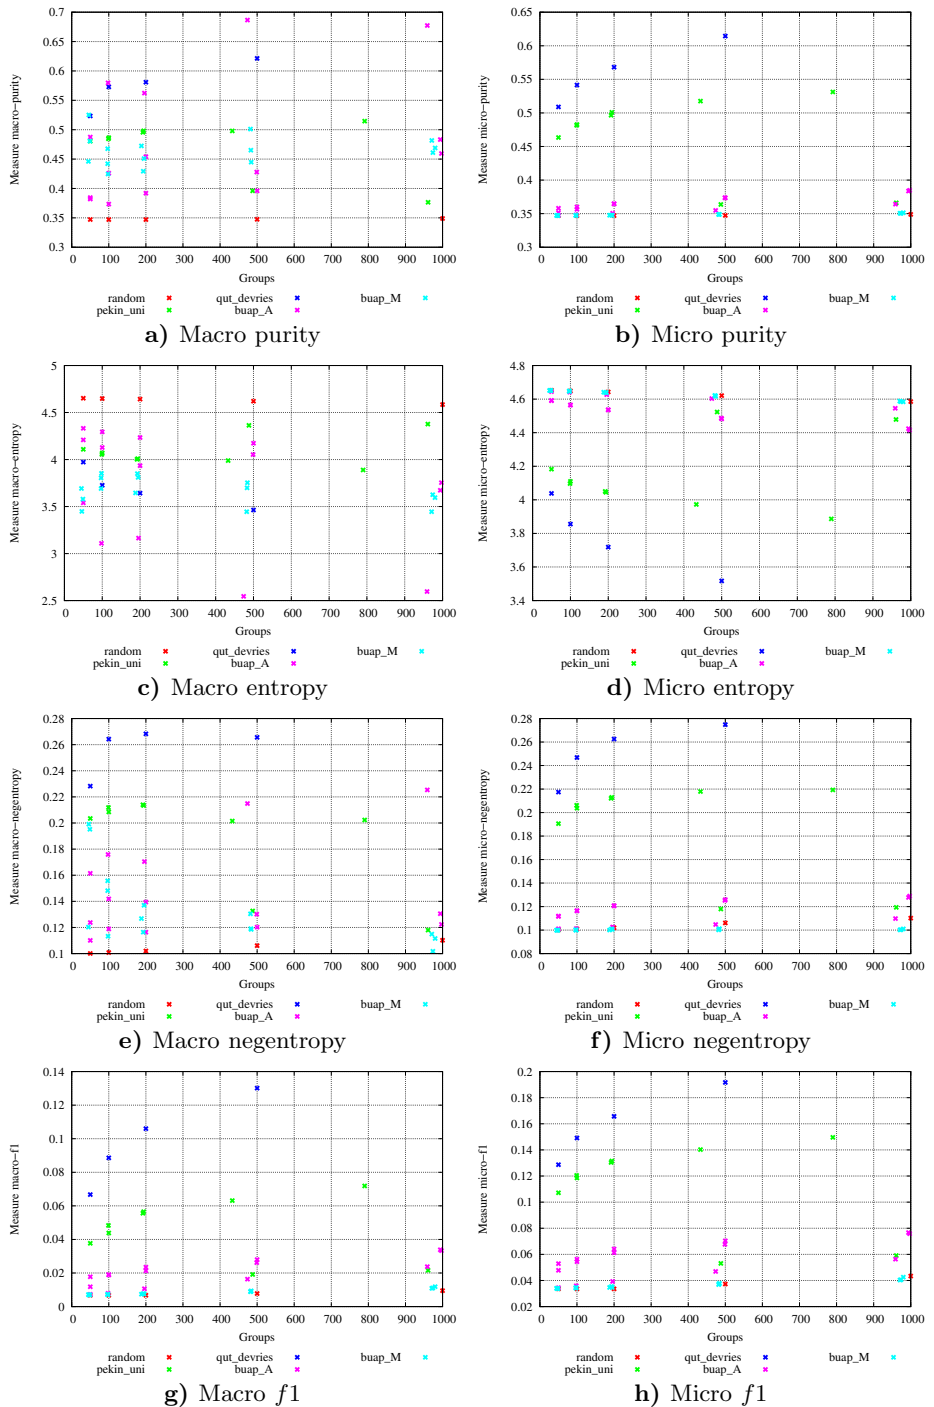 Measure macro-purity
0.7
0.65
0.6
0.55
0.5
0.45
0.4
0.35
0.3
0 100 200 300 400 500 600 700 800 900 1000
Groups
random qut_devries buap_M
pekin_uni buap_A
a) Macro purity
Measure micro-purity
0.65
0.6
0.55
0.5
0.45
0.4
0.35
0.3
0 100 200 300 400 500 600 700 800 900 1000
Groups
random qut_devries buap_M
pekin_uni buap_A
b) Micro purity
Measure macro-entropy
5
4.5
4
3.5
3
2.5
0 100 200 300 400 500 600 700 800 900 1000
Groups
random qut_devries buap_M
pekin_uni buap_A
c) Macro entropy
Measure micro-entropy
4.8
4.6
4.4
4.2
4
3.8
3.6
3.4
0 100 200 300 400 500 600 700 800 900 1000
Groups
random qut_devries buap_M
pekin_uni buap_A
d) Micro entropy
Measure macro-negentropy
0.28
0.26
0.24
0.22
0.2
0.18
0.16
0.14
0.12
0.1
0 100 200 300 400 500 600 700 800 900 1000
Groups
random qut_devries buap_M
pekin_uni buap_A
e) Macro negentropy
Measure micro-negentropy
0.28
0.26
0.24
0.22
0.2
0.18
0.16
0.14
0.12
0.1
0.08
0 100 200 300 400 500 600 700 800 900 1000
Groups
random qut_devries buap_M
pekin_uni buap_A
f) Micro negentropy
Measure macro-f1
0.14
0.12
0.1
0.08
0.06
0.04
0.02
0
0 100 200 300 400 500 600 700 800 900 1000
Groups
random qut_devries buap_M
pekin_uni buap_A
g) Macro f1
Measure micro-f1
0.2
0.18
0.16
0.14
0.12
0.1
0.08
0.06
0.04
0.02
0 100 200 300 400 500 600 700 800 900 1000
Groups
random qut_devries buap_M
pekin_uni buap_A
h) Micro f1